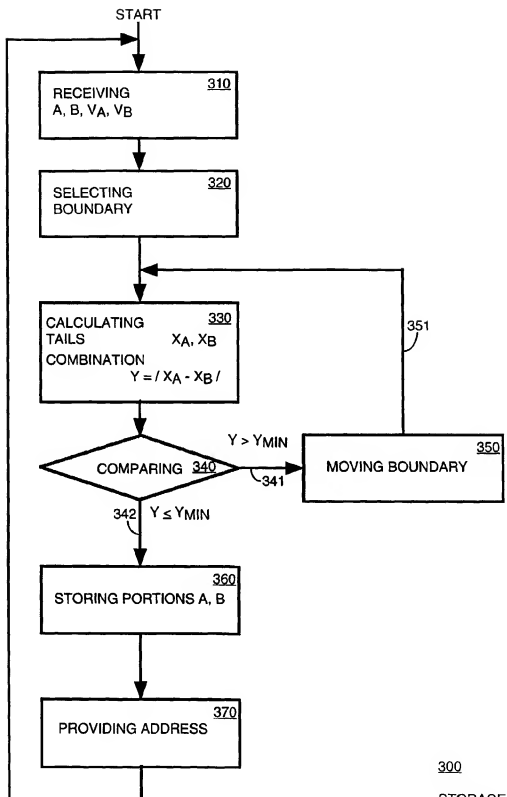 START
310
RECEIVING
A, B, VA, VB
320
SELECTING
BOUNDARY
330
CALCULATING
TAILS XA, XB
COMBINATION
Y = / XA - XB /
351
COMPARING 340
Y > YMIN
341
350
MOVING BOUNDARY
342
Y ≤ YMIN
360
STORING PORTIONS A, B
370
PROVIDING ADDRESS
300
STORAGE